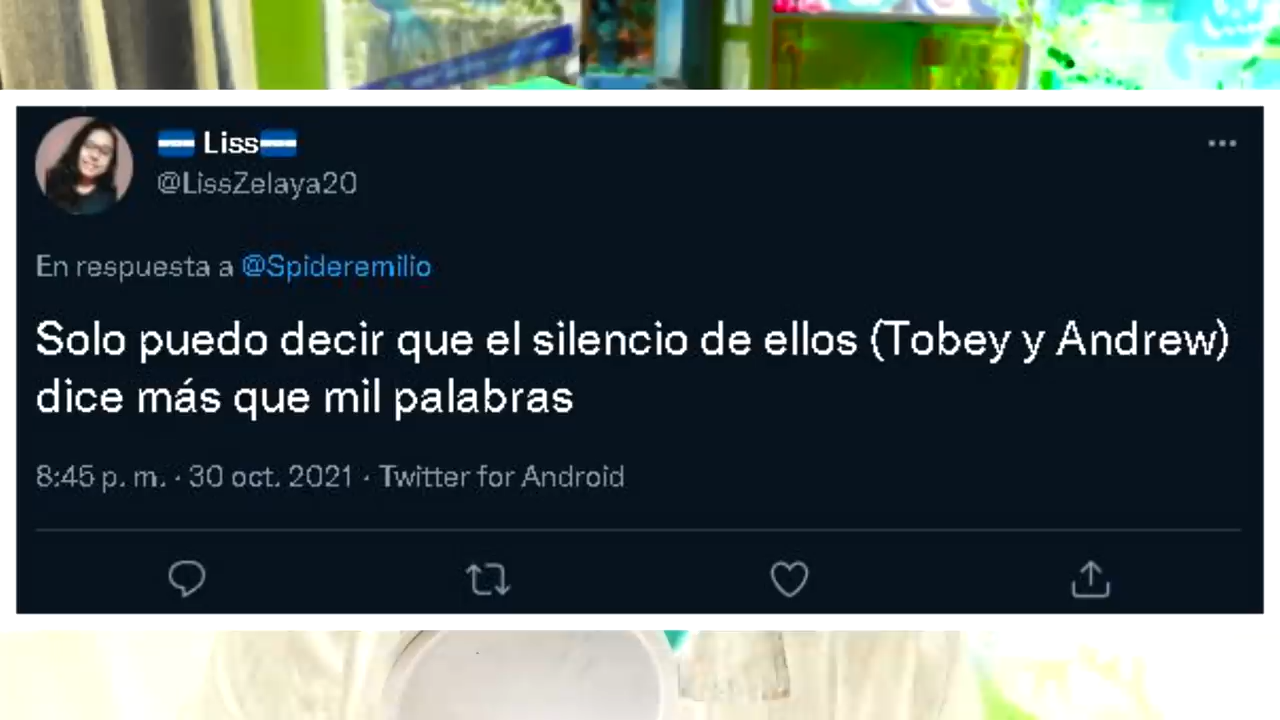 Liss
@LissZelaya20
En respuesta a @Spideremilio
Solo puedo decir que el silencio de ellos (Tobey y Andrew)
dice más que mil palabras
8:45 p. m. · 30 oct. 2021 · Twitter for Android